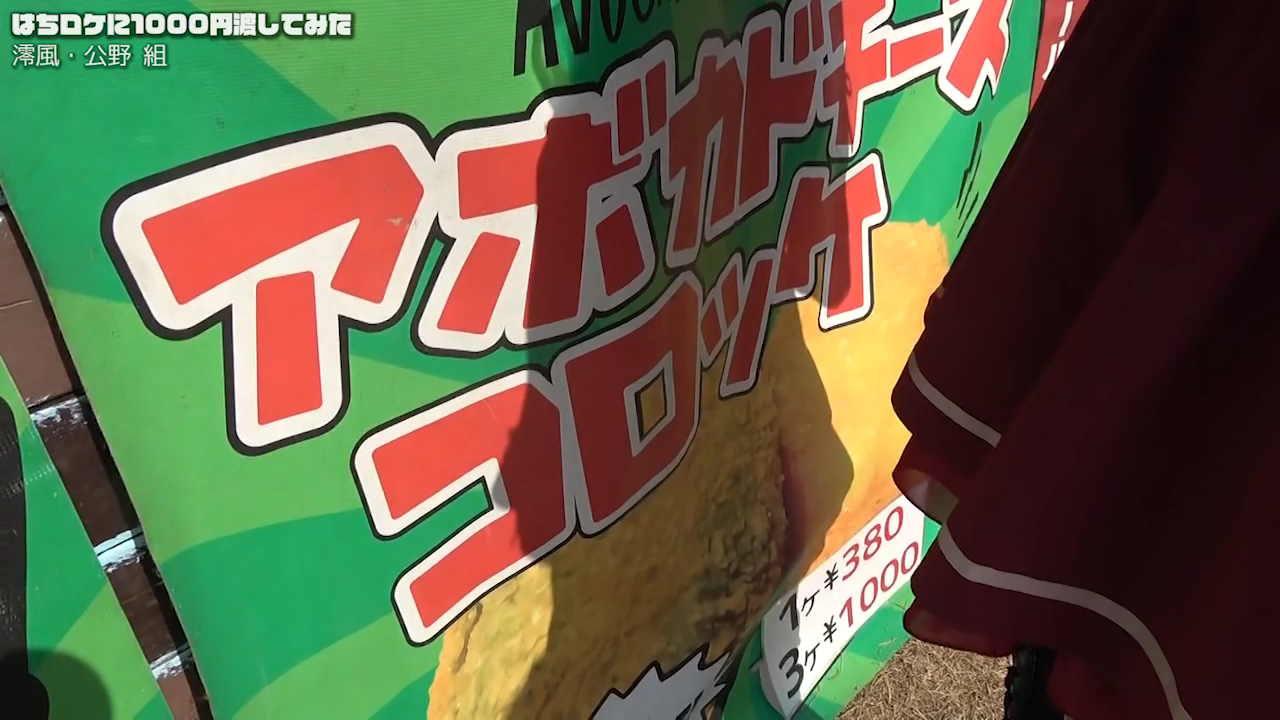 はちロケに1000円渡してみた
澪風・公野 組
アボカドチーズ
コロッケ
1ケ¥380
3ケ¥1000